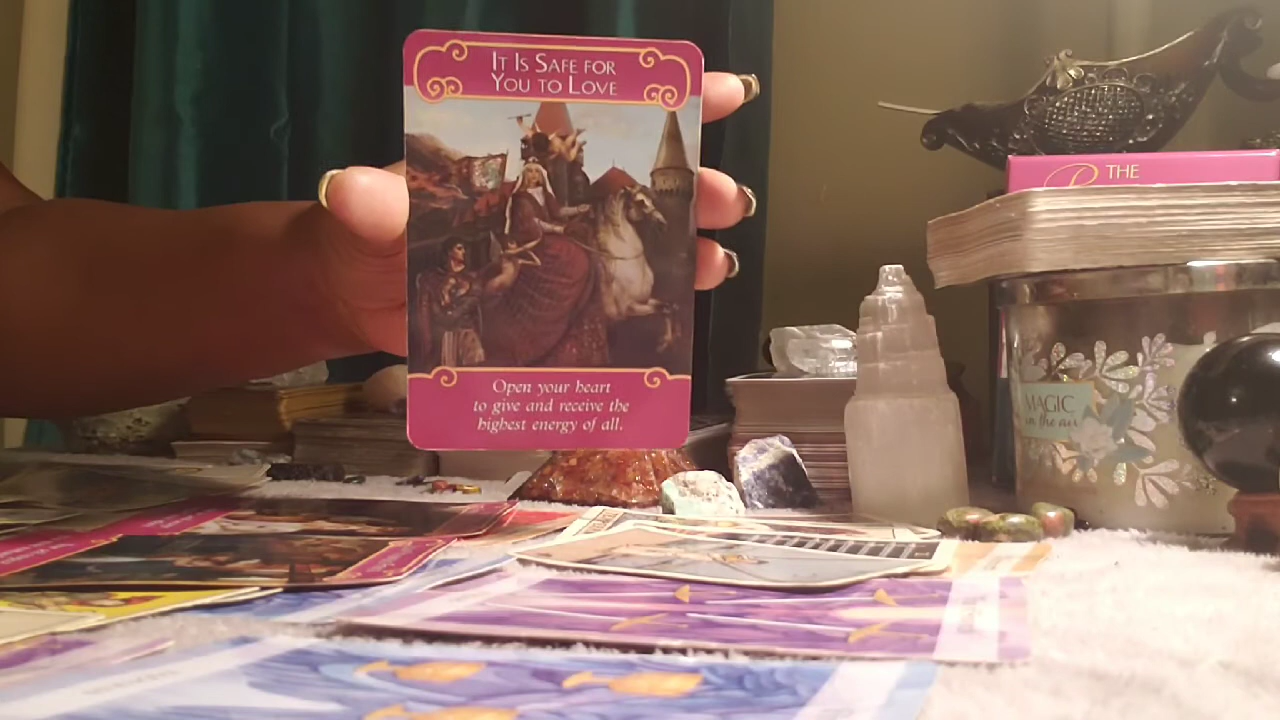 It Is Safe for
You to Love
Open your heart
to give and receive the
highest energy of all.
THE
MAGIC
in the air